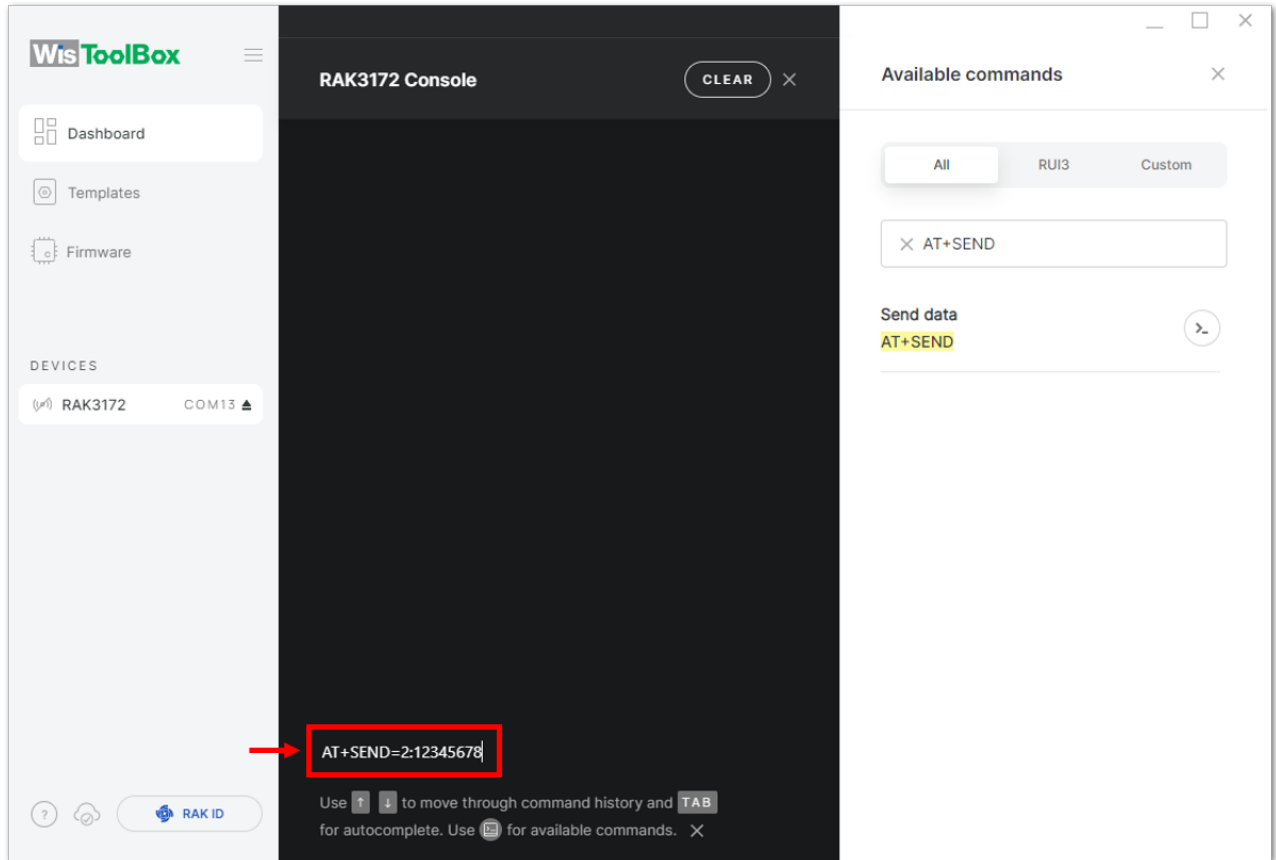 WisToolBox
Dashboard
Templates
Firmware
DEVICES
RAK3172 COM13
? RAK ID
RAK3172 Console CLEAR
AT+SEND=2:12345678
Use ↑ ↓ to move through command history and TAB
for autocomplete. Use for available commands.
Available commands
All RUI3 Custom
AT+SEND
Send data
AT+SEND